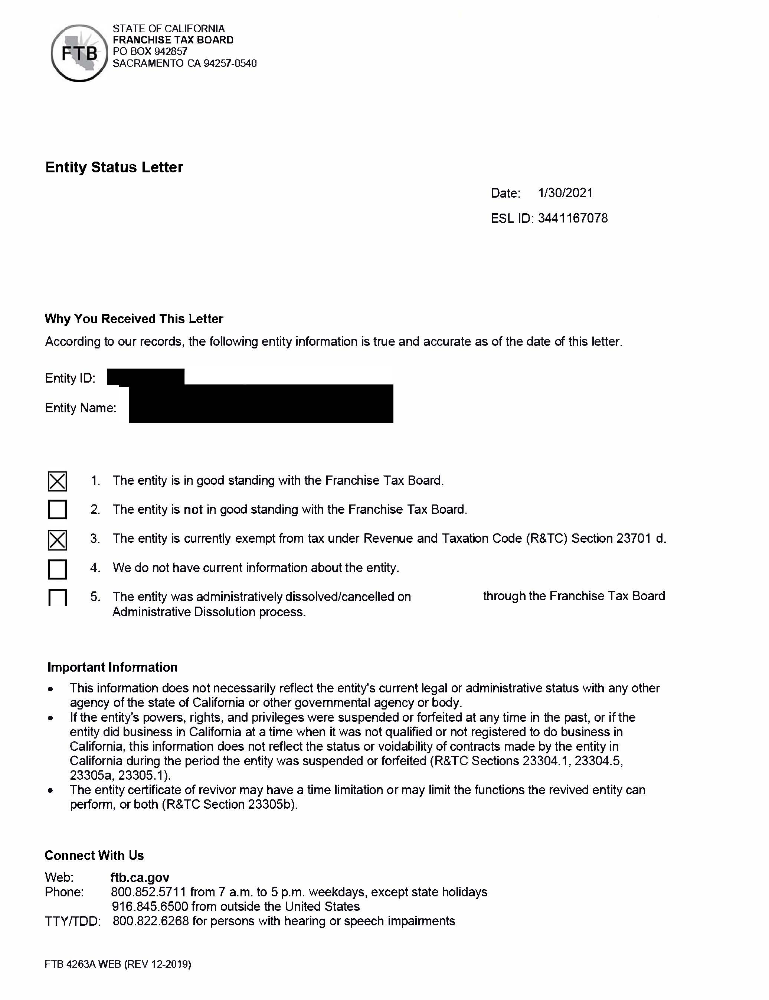 FTB
STATE OF CALIFORNIA
FRANCHISE TAX BOARD
PO BOX 942857
SACRAMENTO CA 94257-0540
Entity Status Letter
Date: 1/30/2021
ESL ID: 3441167078
Why You Received This Letter
According to our records, the following entity information is true and accurate as of the date of this letter.
Entity ID:
Entity Name:
1. The entity is in good standing with the Franchise Tax Board.
2. The entity is not in good standing with the Franchise Tax Board.
3. The entity is currently exempt from tax under Revenue and Taxation Code (R&TC) Section 23701 d.
4. We do not have current information about the entity.
5. The entity was administratively dissolved/cancelled on through the Franchise Tax Board
Administrative Dissolution process.
Important Information
• This information does not necessarily reflect the entity's current legal or administrative status with any other
agency of the state of California or other governmental agency or body.
• If the entity's powers, rights, and privileges were suspended or forfeited at any time in the past, or if the
entity did business in California at a time when it was not qualified or not registered to do business in
California, this information does not reflect the status or voidability of contracts made by the entity in
California during the period the entity was suspended or forfeited (R&TC Sections 23304.1, 23304.5,
23305a, 23305.1).
• The entity certificate of revivor may have a time limitation or may limit the functions the revived entity can
perform, or both (R&TC Section 23305b).
Connect With Us
Web: ftb.ca.gov
Phone: 800.852.5711 from 7 a.m. to 5 p.m. weekdays, except state holidays
916.845.6500 from outside the United States
TTY/TDD: 800.822.6268 for persons with hearing or speech impairments
FTB 4263A WEB (REV 12-2019)